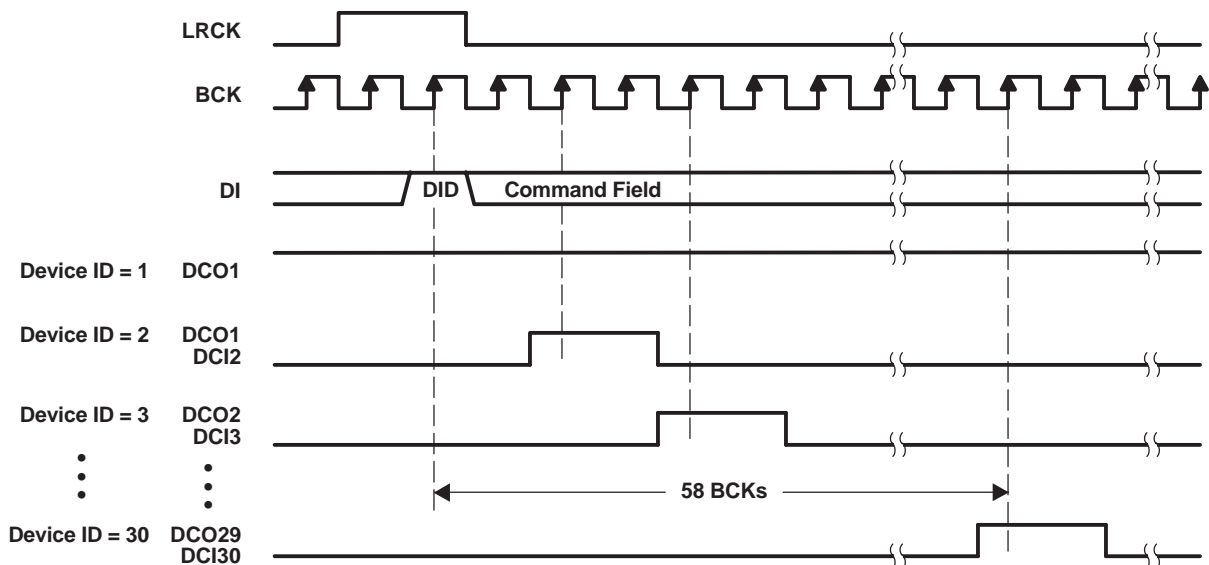 LRCK
BCK
DI
DID
Command Field
Device ID = 1 DCO1
Device ID = 2 DCO1
DCI2
Device ID = 3 DCO2
DCI3
58 BCKs
Device ID = 30 DCO29
DCI30